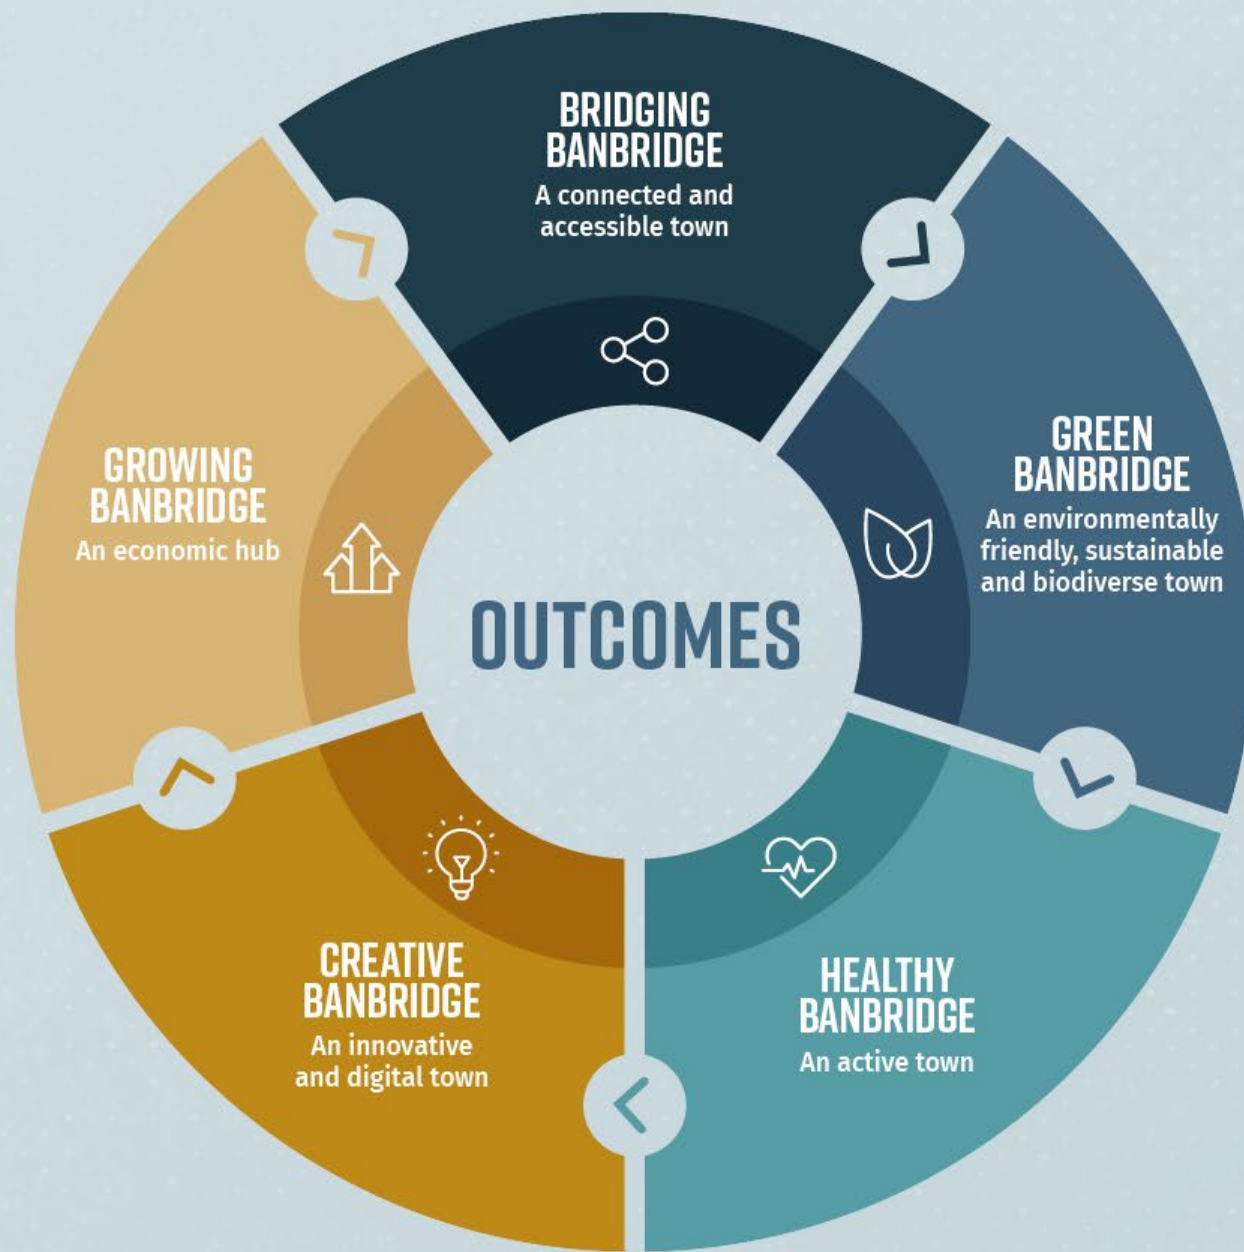 BRIDGING
BANBRIDGE
A connected and
accessible town
GREEN
BANBRIDGE
An environmentally
friendly, sustainable
and biodiverse town
HEALTHY
BANBRIDGE
An active town
CREATIVE
BANBRIDGE
An innovative
and digital town
GROWING
BANBRIDGE
An economic hub
OUTCOMES